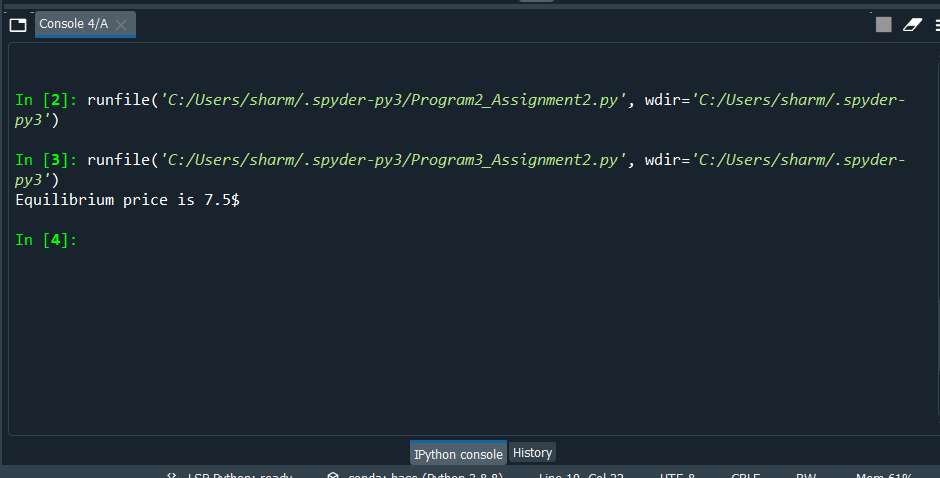 Console 4/A
In [2]: runfile('C:/Users/sharm/.spyder-py3/Program2_Assignment2.py', wdir='C:/Users/sharm/.spyder-
py3')
In [3]: runfile('C:/Users/sharm/.spyder-py3/Program3_Assignment2.py', wdir='C:/Users/sharm/.spyder-
py3')
Equilibrium price is 7.5$
In [4]:
IPython console History
LSP Python: ready conda: base (Python 3.8.8) Line 19, Col 22 UTF-8 CRLF RW Mem 61%